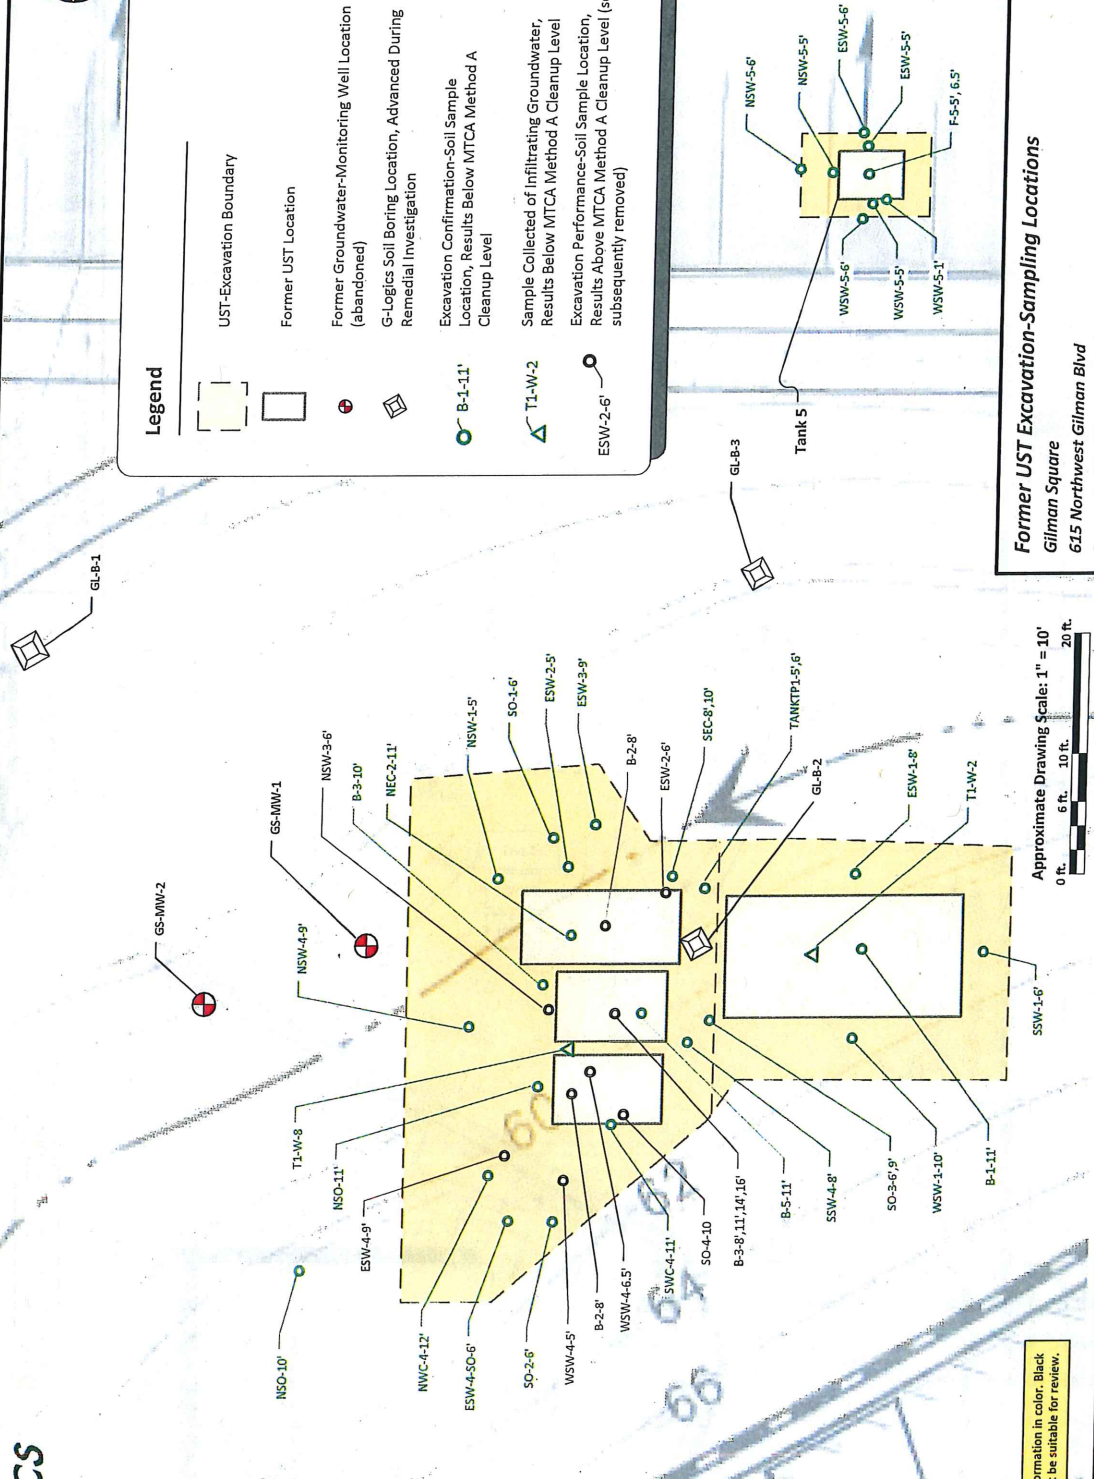 CS
Legend
UST-Excavation Boundary
Former UST Location
Former Groundwater-Monitoring Well Location
(abandoned)
G-Logics Soil Boring Location, Advanced During
Remedial Investigation
B-1-11'
Excavation Confirmation-Soil Sample
Location, Results Below MTCA Method A
Cleanup Level
T1-W-2
Sample Collected of Infiltrating Groundwater,
Results Below MTCA Method A Cleanup Level
ESW-2-6'
Excavation Performance-Soil Sample Location,
Results Above MTCA Method A Cleanup Level
subsequently removed)
GL-B-1
GS-MW-2
GS-MW-1
NSW-3-6'
B-3-10'
NEC-2-11'
NSW-1-5'
SO-1-6'
ESW-2-5'
ESW-3-9'
B-2-8'
ESW-2-6'
SEC-8',10'
TANKTP1-5',6'
GL-B-2
GL-B-3
ESW-1-8'
T1-W-2
NSW-4-9'
T1-W-8
NSO-11'
ESW-4-9'
NSO-10'
NWC-4-12'
ESW-4-SO-6'
SO-2-6'
WSW-4-5'
B-2-8'
WSW-4-6.5'
SWC-4-11'
SO-4-10
B-3-8',11',14',16'
B-5-11'
SSW-4-8'
SO-3-6',9'
WSW-1-10'
B-1-11'
SSW-1-6'
60
62
64
66
NSW-5-6'
NSW-5-5'
ESW-5-6'
ESW-5-5'
F-5-5', 6.5'
WSW-5-6'
WSW-5-5'
WSW-5-1'
Tank 5
Approximate Drawing Scale: 1" = 10'
0 ft. 6 ft. 10 ft. 20 ft.
Former UST Excavation-Sampling Locations
Gilman Square
615 Northwest Gilman Blvd
ormation in color. Black
be suitable for review.